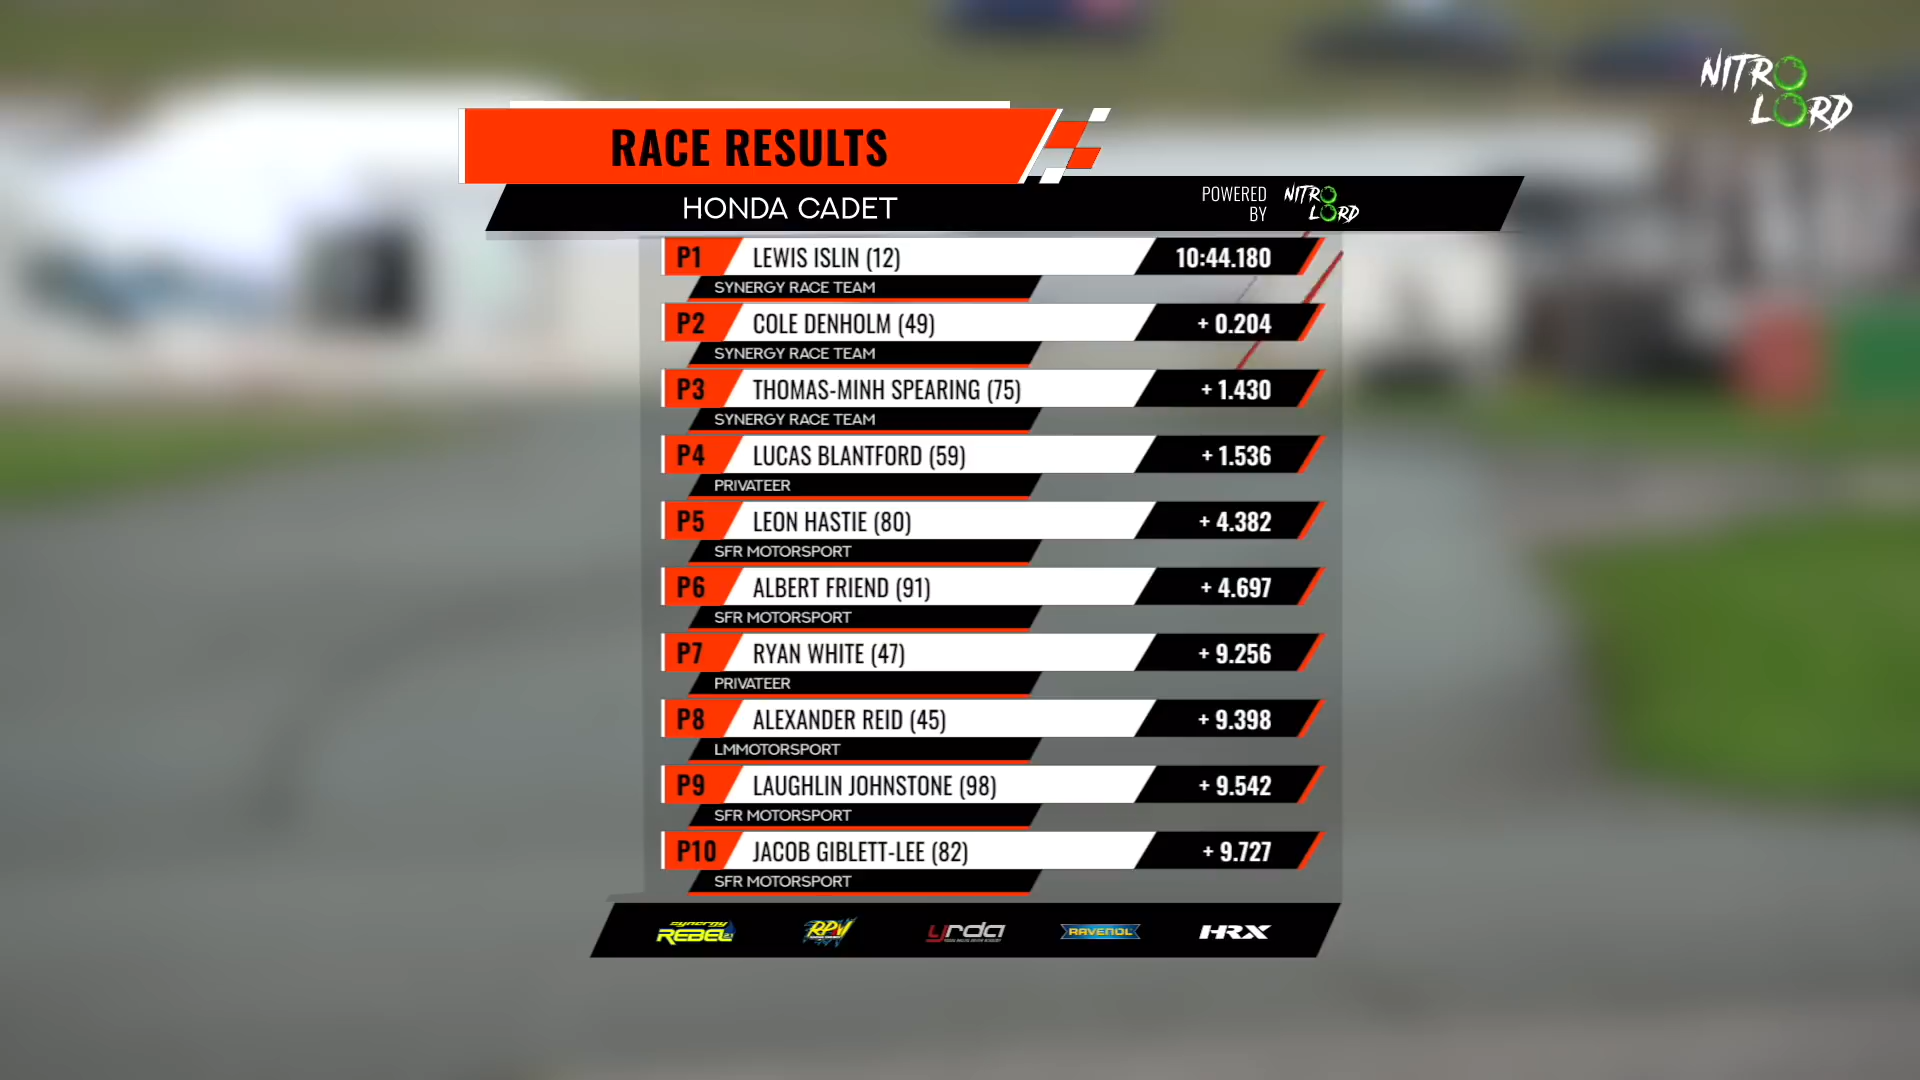 NITRO
LORD
RACE RESULTS
HONDA CADET
POWERED
BY
NITRO
LORD
P1 LEWIS ISLIN (12) 10:44.180
SYNERGY RACE TEAM
P2 COLE DENHOLM (49) + 0.204
SYNERGY RACE TEAM
P3 THOMAS-MINH SPEARING (75) + 1.430
SYNERGY RACE TEAM
P4 LUCAS BLANTFORD (59) + 1.536
PRIVATEER
P5 LEON HASTIE (80) + 4.382
SFR MOTORSPORT
P6 ALBERT FRIEND (91) + 4.697
SFR MOTORSPORT
P7 RYAN WHITE (47) + 9.256
PRIVATEER
P8 ALEXANDER REID (45) + 9.398
LMMOTORSPORT
P9 LAUGHLIN JOHNSTONE (98) + 9.542
SFR MOTORSPORT
P10 JACOB GIBLETT-LEE (82) + 9.727
SFR MOTORSPORT
synergy
REBEL RPM yrda RAVENOL HRX